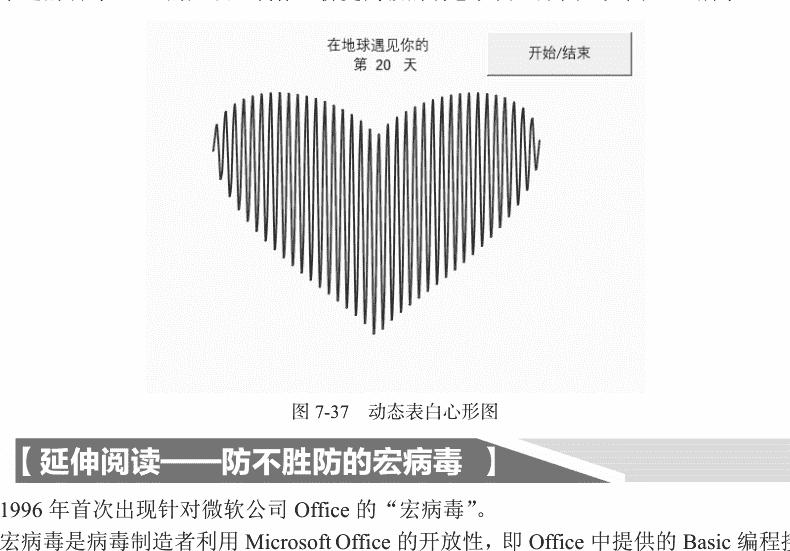 在地球遇见你的
第 20 天
开始/结束
图 7-37 动态表白心形图
【延伸阅读——防不胜防的宏病毒 】
1996 年首次出现针对微软公司 Office 的“宏病毒”。
宏病毒是病毒制造者利用 Microsoft Office 的开放性，即 Office 中提供的 Basic 编程